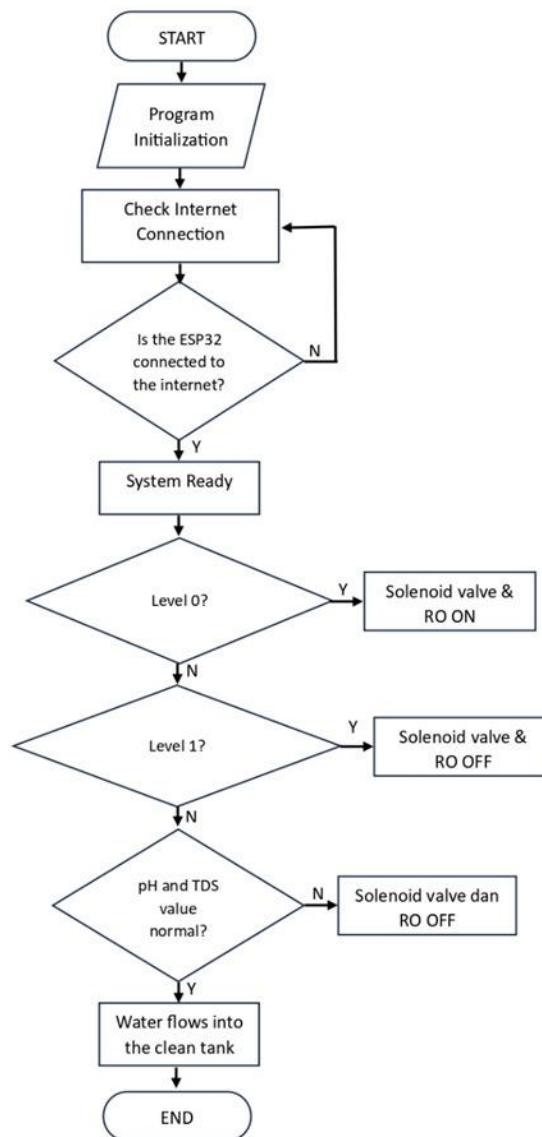 START
Program
Initialization
Check Internet
Connection
Is the ESP32
connected to
the internet?
N
Y
System Ready
Level 0?
Y
Solenoid valve &
RO ON
N
Level 1?
Y
Solenoid valve &
RO OFF
N
pH and TDS
value
normal?
N
Solenoid valve dan
RO OFF
Y
Water flows into
the clean tank
END